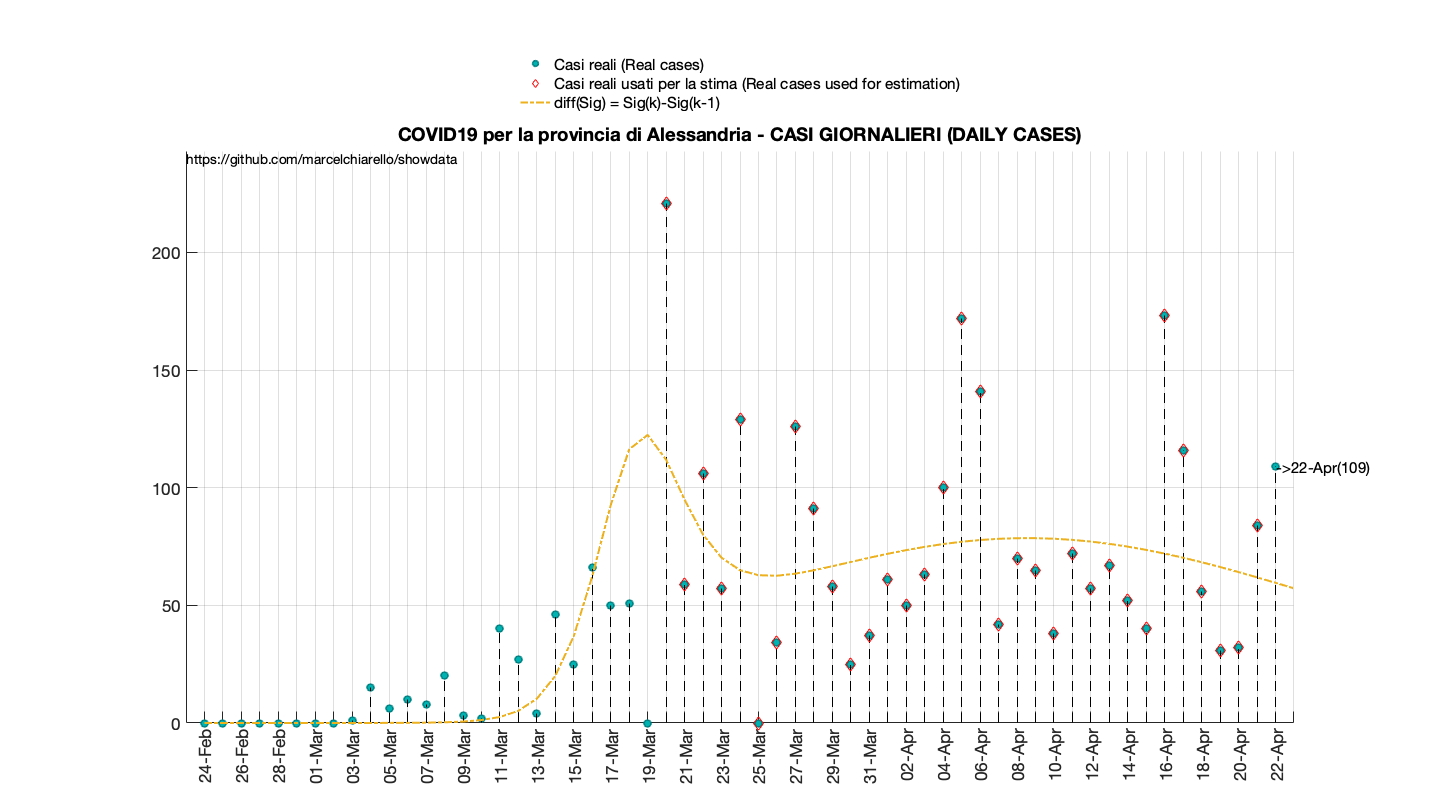 Casi reali (Real cases)
Casi reali usati per la stima (Real cases used for estimation)
diff(Sig) = Sig(k)-Sig(k-1)
COVID19 per la provincia di Alessandria - CASI GIORNALIERI (DAILY CASES)
https://github.com/marcelchiarello/showdata
200
150
100
50
0
->22-Apr(109)
24-Feb
26-Feb
28-Feb
01-Mar
03-Mar
05-Mar
07-Mar
09-Mar
11-Mar
13-Mar
15-Mar
17-Mar
19-Mar
21-Mar
23-Mar
25-Mar
27-Mar
29-Mar
31-Mar
02-Apr
04-Apr
06-Apr
08-Apr
10-Apr
12-Apr
14-Apr
16-Apr
18-Apr
20-Apr
22-Apr